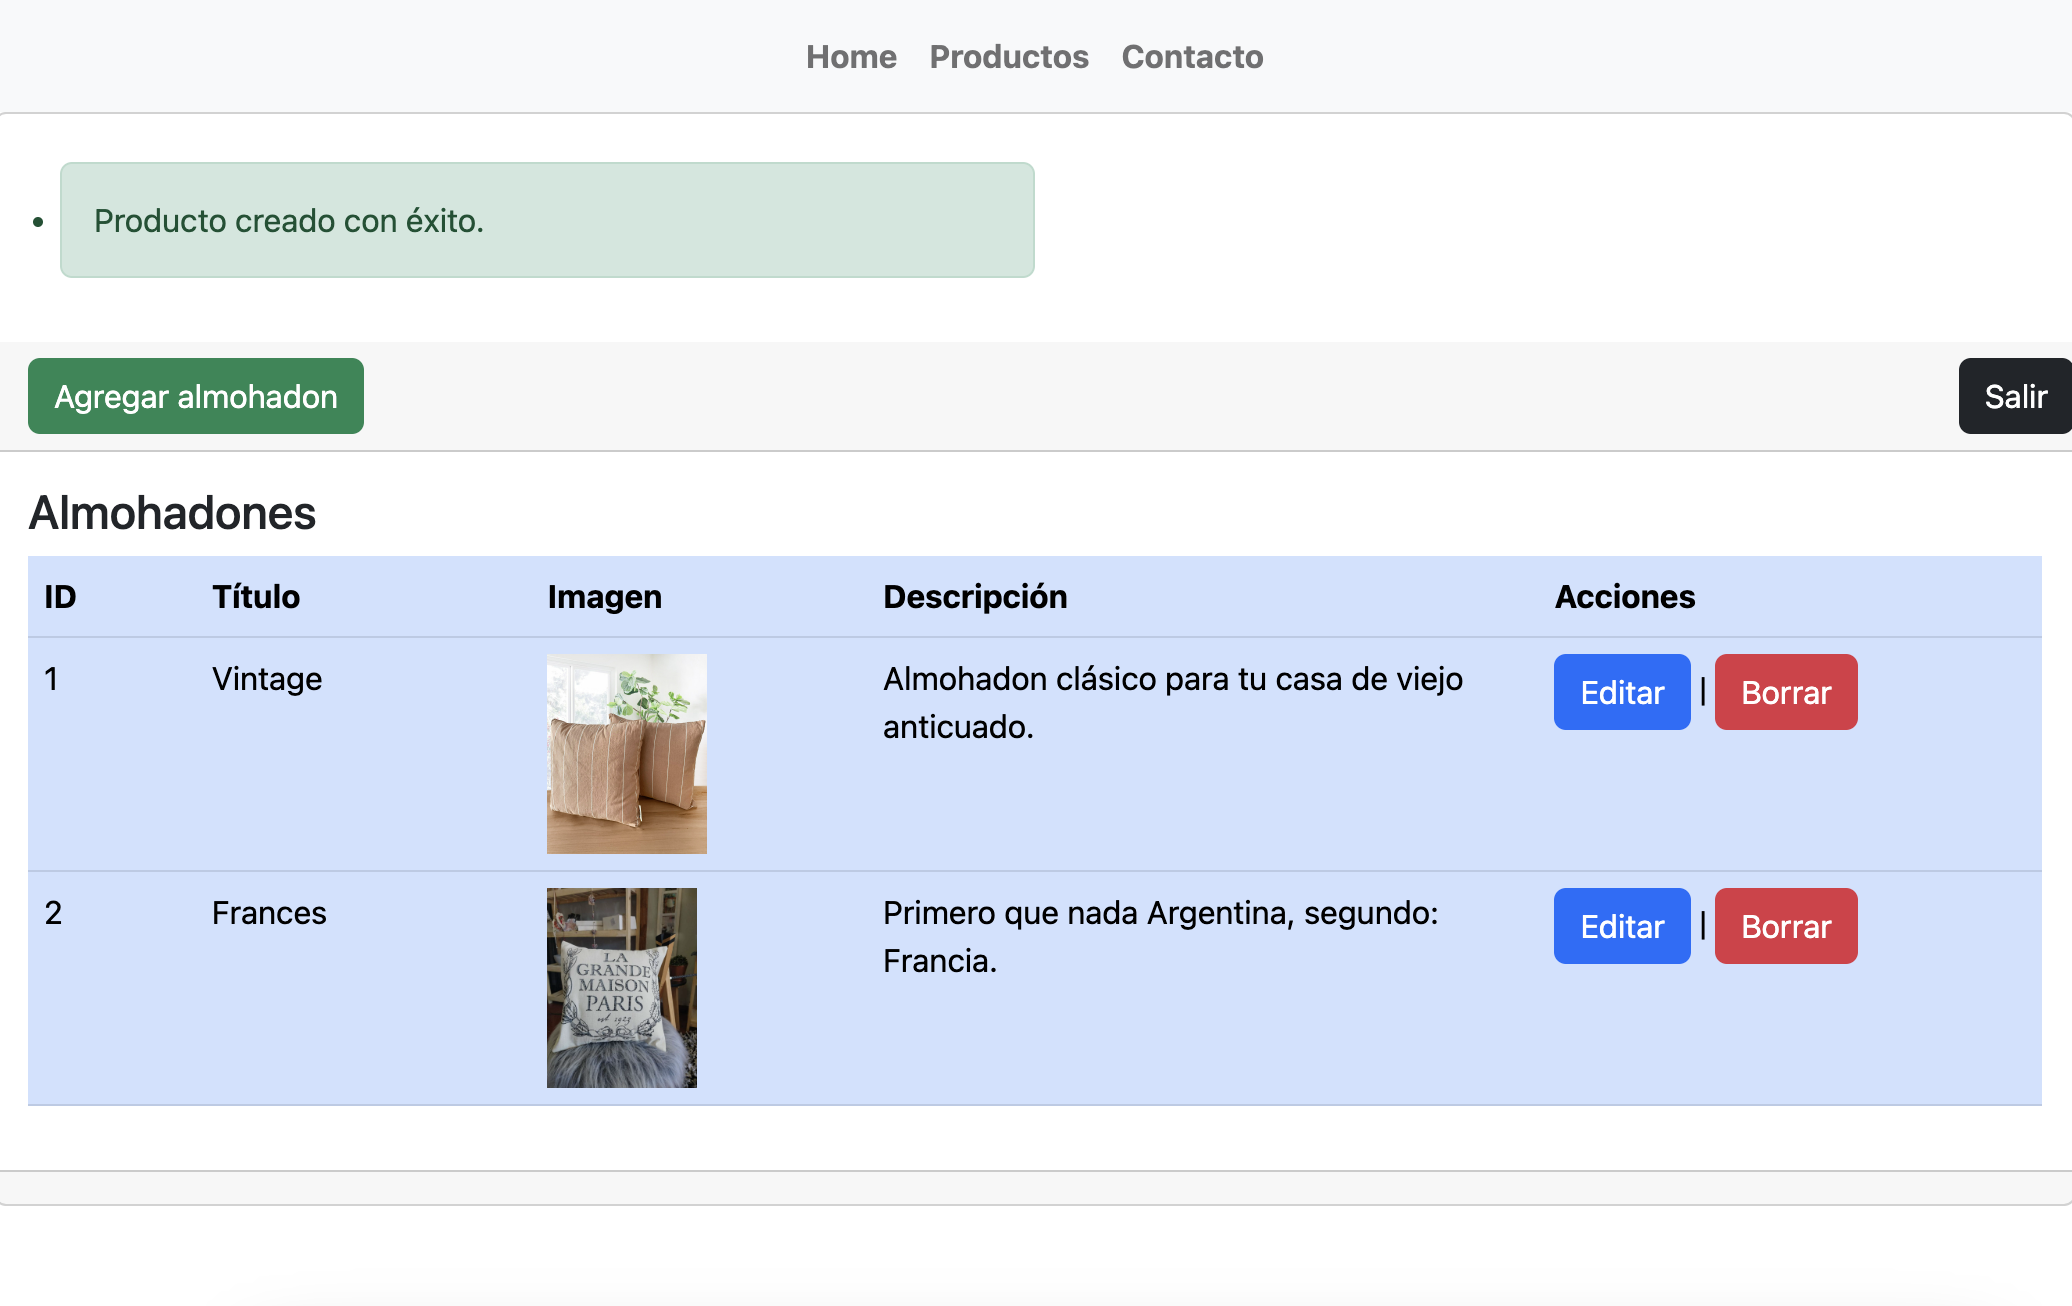 Home Productos Contacto
Producto creado con éxito.
Agregar almohadon Salir
Almohadones
ID Título Imagen Descripción Acciones
1 Vintage Almohadon clásico para tu casa de viejo Editar | Borrar
anticuado.
2 Frances Primero que nada Argentina, segundo: Editar | Borrar
Francia.
LA
GRANDE
MAISON
PARIS
est 1929